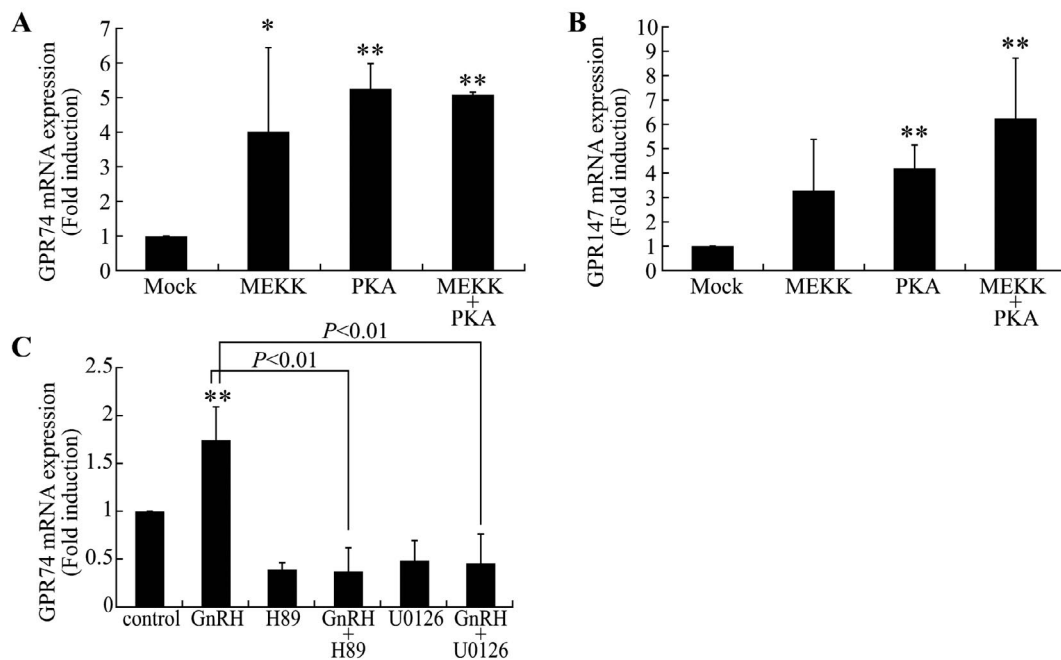 A
GPR74 mRNA expression
(Fold induction)
7
6
5
4
3
2
1
0
*
**
**
Mock
MEKK
PKA
MEKK
+
PKA
B
GPR147 mRNA expression
(Fold induction)
10
9
8
7
6
5
4
3
2
1
0
**
**
Mock
MEKK
PKA
MEKK
+
PKA
C
GPR74 mRNA expression
(Fold induction)
2.5
2
1.5
1
0.5
0
P<0.01
P<0.01
**
control
GnRH
H89
GnRH
+
H89
U0126
GnRH
+
U0126